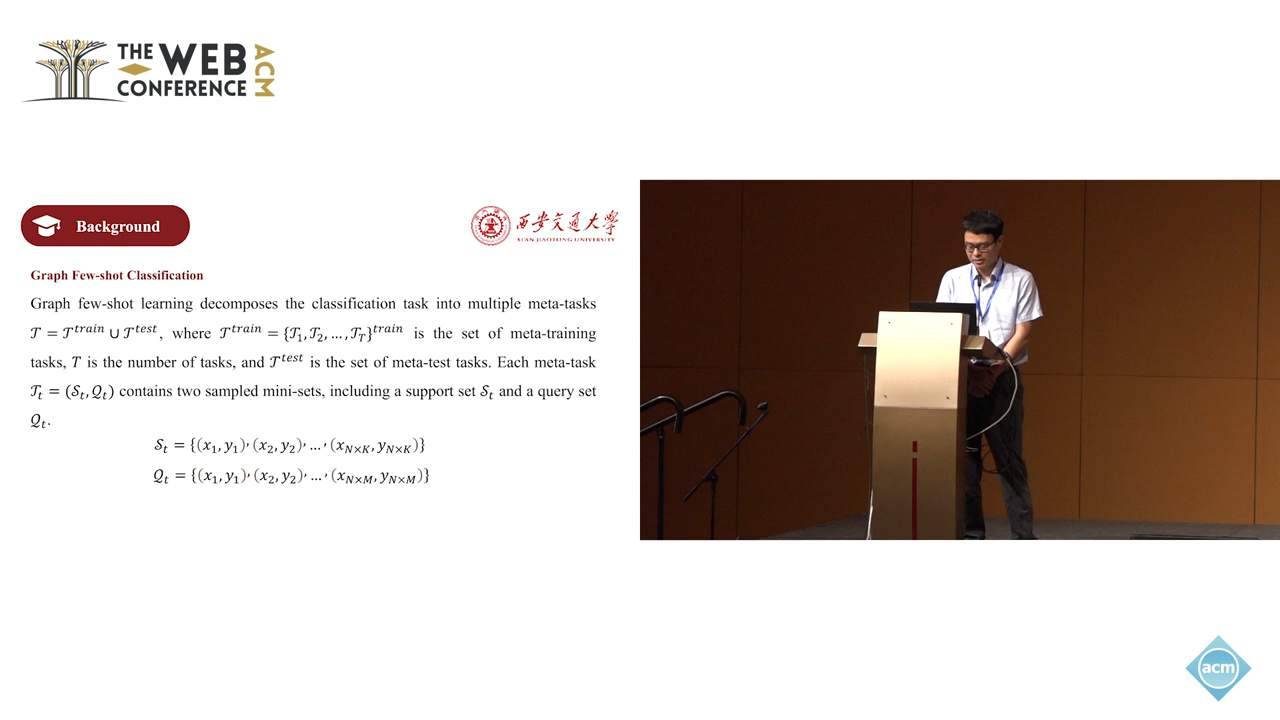 THE WEB
CONFERENCE
ACM
Background
西安交通大学
XI'AN JIAOTONG UNIVERSITY
Graph Few-shot Classification
Graph few-shot learning decomposes the classification task into multiple meta-tasks
𝒯 = 𝒯^{train} ∪ 𝒯^{test}, where 𝒯^{train} = {𝒯_1, 𝒯_2, …, 𝒯_T}^{train} is the set of meta-training
tasks, T is the number of tasks, and 𝒯^{test} is the set of meta-test tasks. Each meta-task
𝒯_t = (𝒮_t, 𝒬_t) contains two sampled mini-sets, including a support set 𝒮_t and a query set
𝒬_t.
𝒮_t = {(x_1, y_1), (x_2, y_2), … , (x_{N×K}, y_{N×K})}
𝒬_t = {(x_1, y_1), (x_2, y_2), … , (x_{N×M}, y_{N×M})}
acm